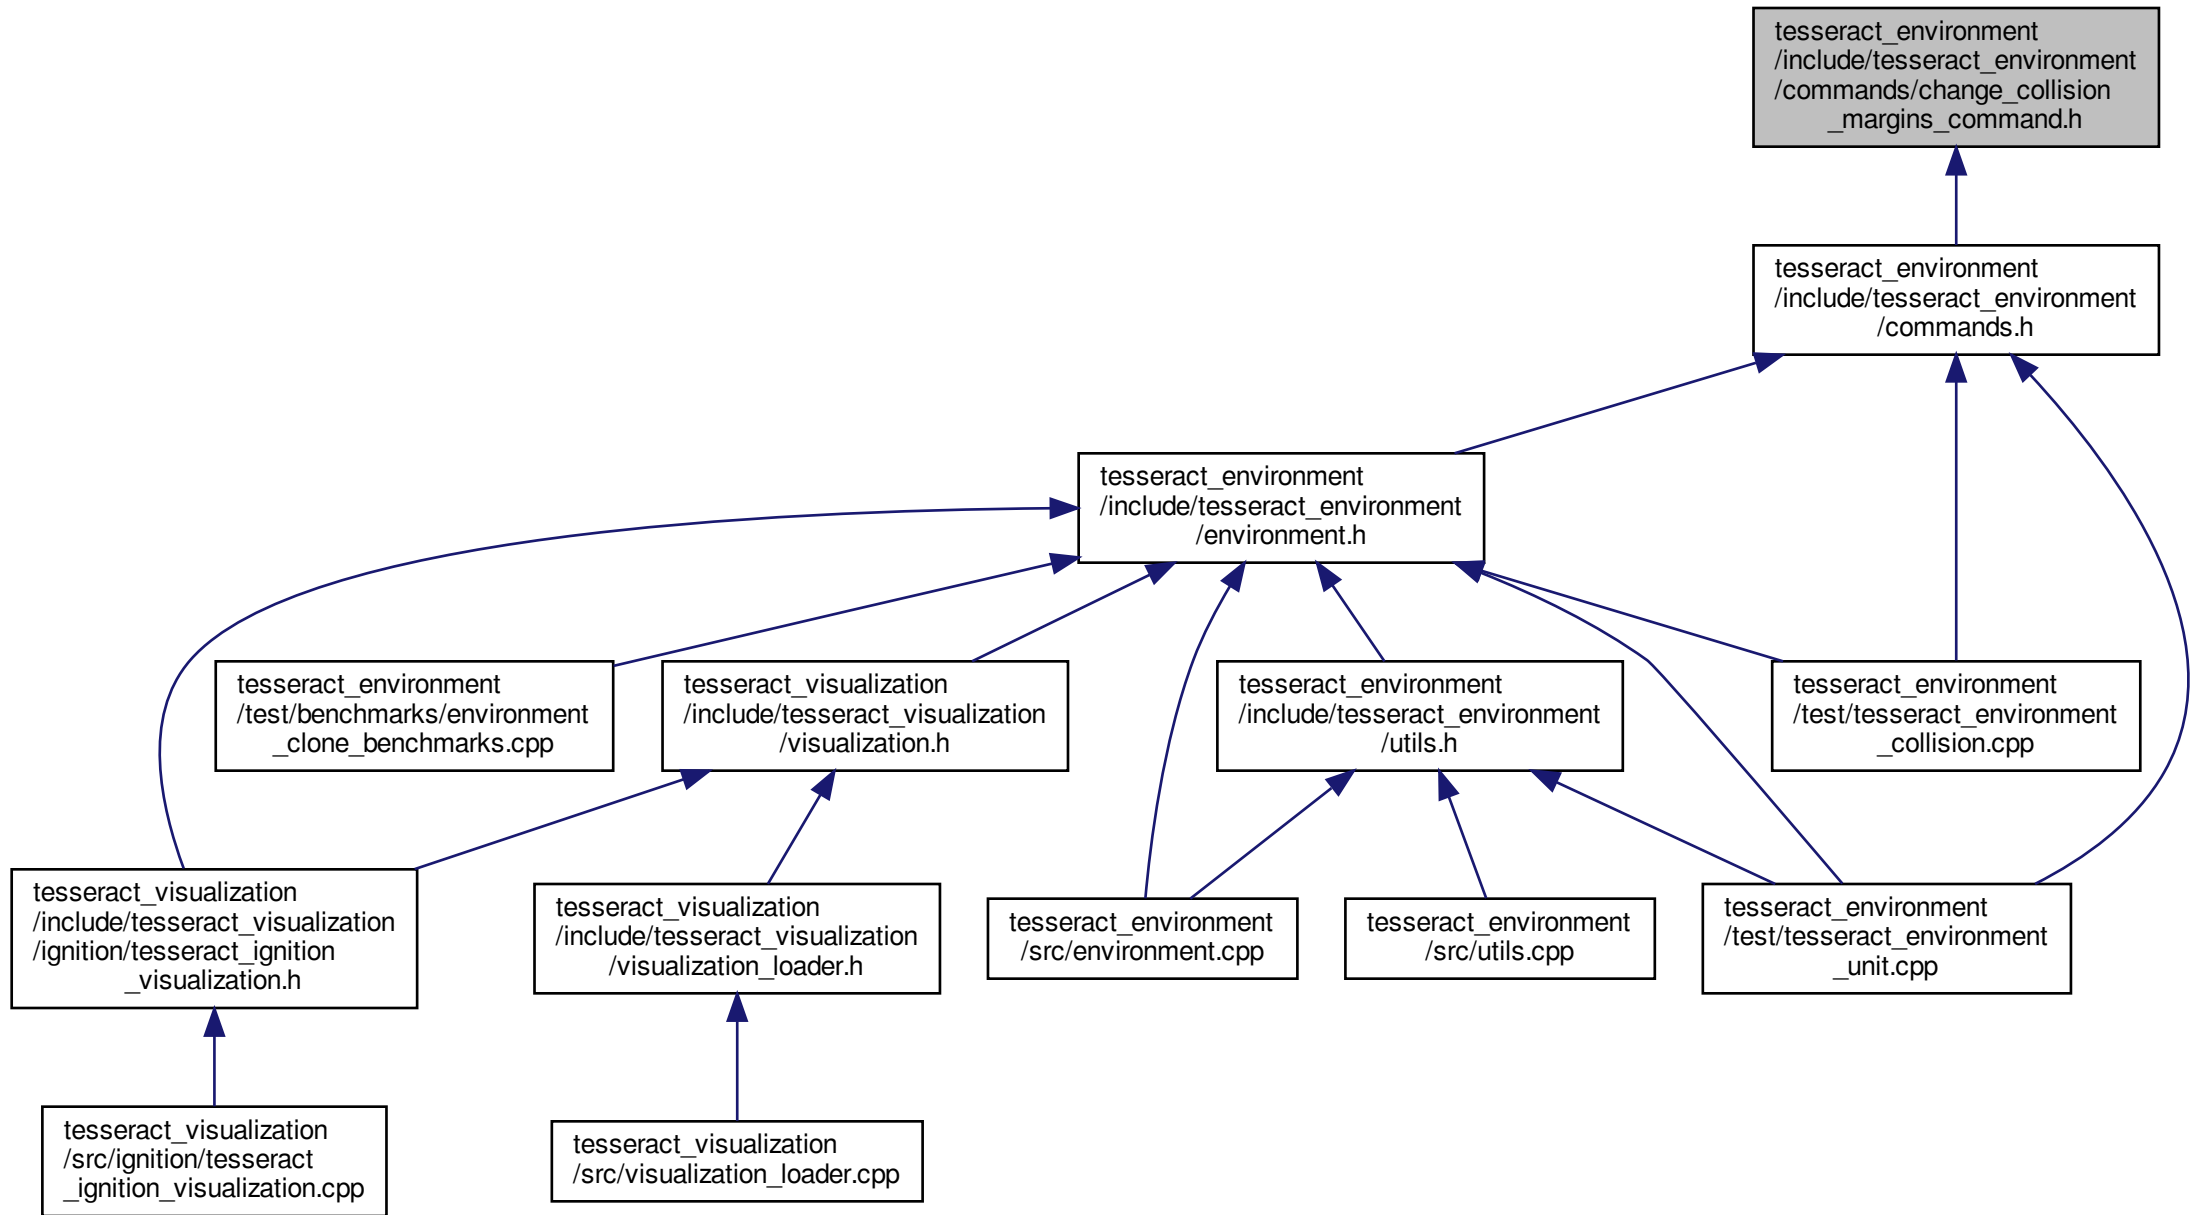 tesseract_environment
/include/tesseract_environment
/commands/change_collision
_margins_command.h
tesseract_environment
/include/tesseract_environment
/commands.h
tesseract_environment
/include/tesseract_environment
/environment.h
tesseract_environment
/test/benchmarks/environment
_clone_benchmarks.cpp
tesseract_visualization
/include/tesseract_visualization
/visualization.h
tesseract_environment
/include/tesseract_environment
/utils.h
tesseract_environment
/test/tesseract_environment
_collision.cpp
tesseract_visualization
/include/tesseract_visualization
/ignition/tesseract_ignition
_visualization.h
tesseract_visualization
/include/tesseract_visualization
/visualization_loader.h
tesseract_environment
/src/environment.cpp
tesseract_environment
/src/utils.cpp
tesseract_environment
/test/tesseract_environment
_unit.cpp
tesseract_visualization
/src/ignition/tesseract
_ignition_visualization.cpp
tesseract_visualization
/src/visualization_loader.cpp